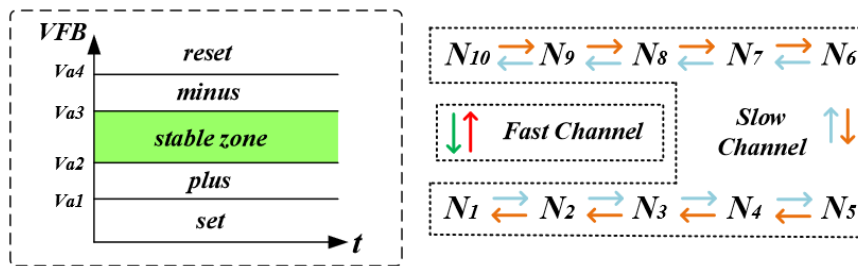 VFB
Va4
Va3
Va2
Va1
reset
minus
stable zone
plus
set
t
N10 N9 N8 N7 N6
Fast Channel
Slow
Channel
N1 N2 N3 N4 N5